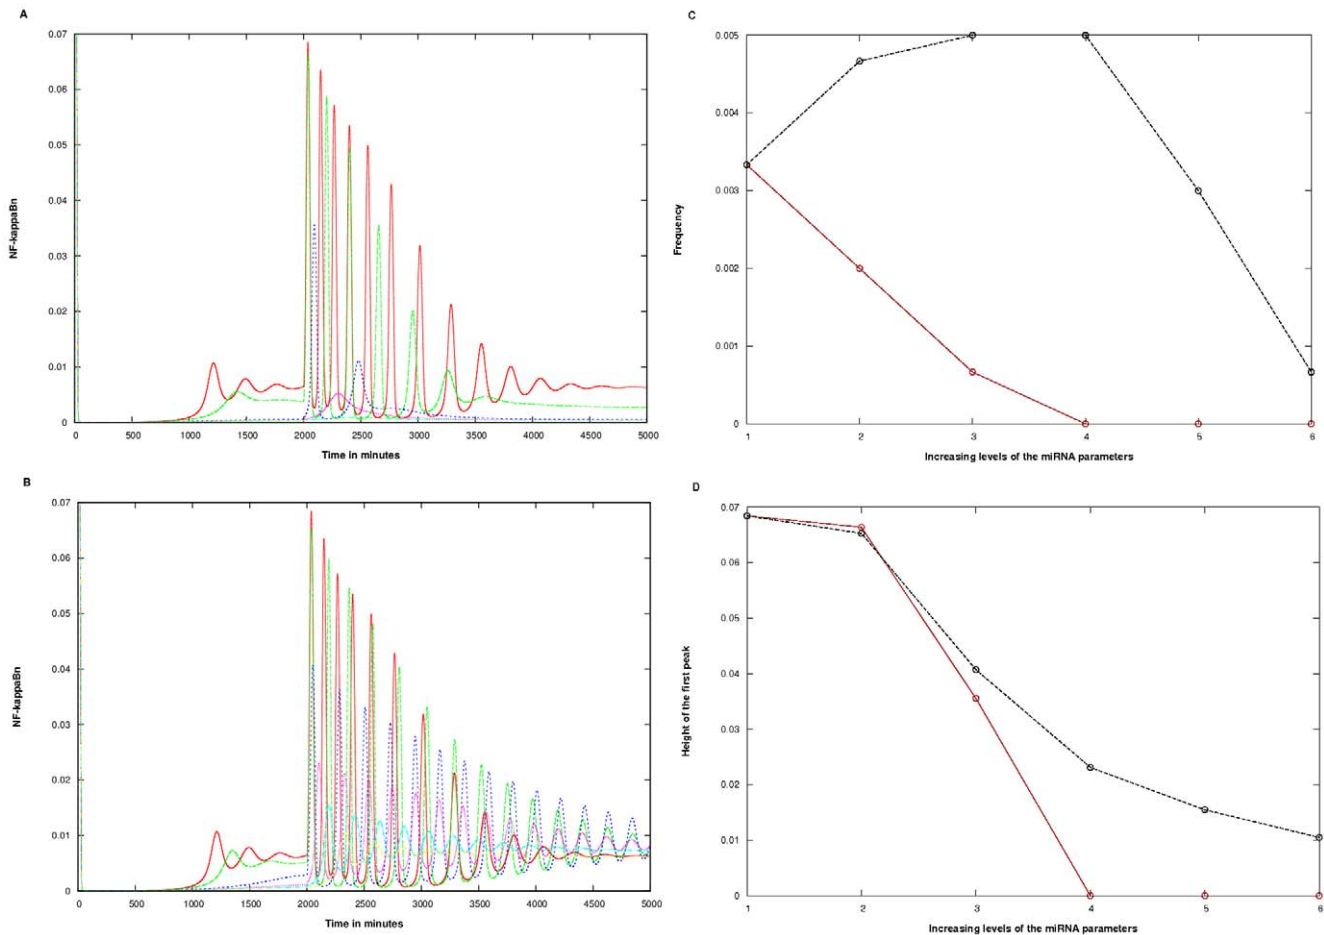 A
0.07
0.06
0.05
0.04
0.03
0.02
0.01
0
NF-kappaBn
0 500 1000 1500 2000 2500 3000 3500 4000 4500 5000
Time in minutes
C
0.005
0.004
0.003
0.002
0.001
0
Frequency
1 2 3 4 5 6
Increasing levels of the miRNA parameters
B
0.07
0.06
0.05
0.04
0.03
0.02
0.01
0
NF-kappaBn
0 500 1000 1500 2000 2500 3000 3500 4000 4500 5000
Time in minutes
D
0.07
0.06
0.05
0.04
0.03
0.02
0.01
0
Height of the first peak
1 2 3 4 5 6
Increasing levels of the miRNA parameters